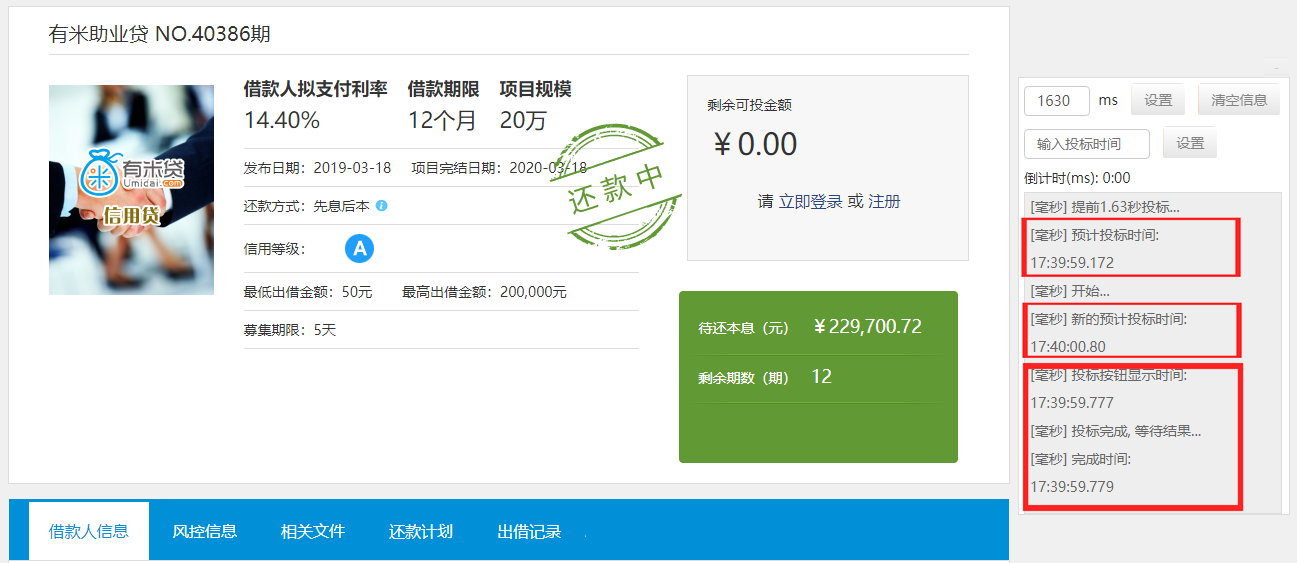 有米助业贷 NO.40386期
有米贷
Umidai.com
信用贷
借款人拟支付利率 借款期限 项目规模
14.40% 12个月 20万
发布日期：2019-03-18 项目完结日期：2020-03-18
还款方式：先息后本
信用等级： A
最低出借金额：50元 最高出借金额：200,000元
募集期限：5天
还款中
剩余可投金额
￥0.00
请 立即登录 或 注册
待还本息（元） ￥229,700.72
剩余期数（期） 12
借款人信息 风控信息 相关文件 还款计划 出借记录
1630 ms 设置 清空信息
输入投标时间 设置
倒计时(ms): 0:00
[毫秒] 提前1.63秒投标...
[毫秒] 预计投标时间:
17:39:59.172
[毫秒] 开始...
[毫秒] 新的预计投标时间:
17:40:00.80
[毫秒] 投标按钮显示时间:
17:39:59.777
[毫秒] 投标完成, 等待结果...
[毫秒] 完成时间:
17:39:59.779